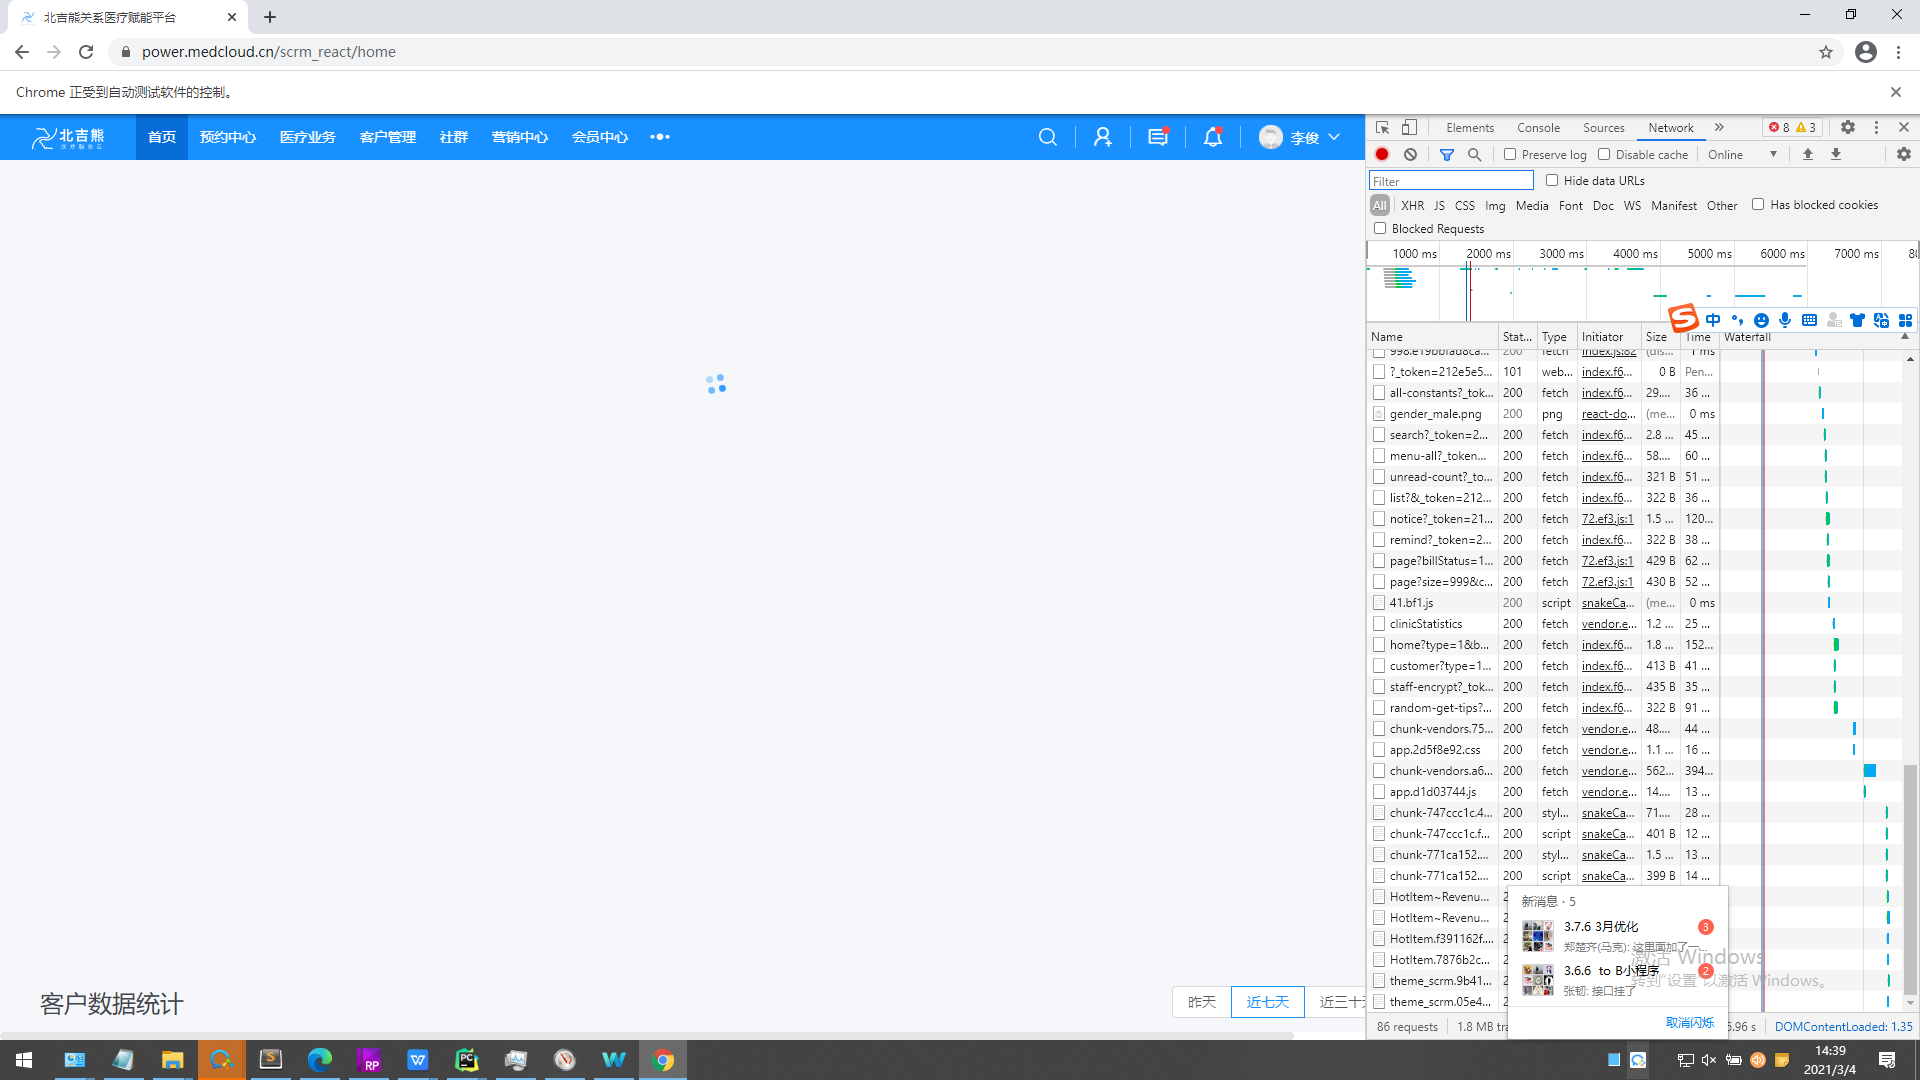 北吉熊关系医疗赋能平台
power.medcloud.cn/scrm_react/home
Chrome 正受到自动测试软件的控制。
北吉熊
医疗服务云
首页 预约中心 医疗业务 客户管理 社群 营销中心 会员中心 •••
李俊
客户数据统计
昨天 近七天 近三十天
Elements Console Sources Network » 8 3
Preserve log Disable cache Online
Filter Hide data URLs
All XHR JS CSS Img Media Font Doc WS Manifest Other Has blocked cookies
Blocked Requests
1000 ms 2000 ms 3000 ms 4000 ms 5000 ms 6000 ms 7000 ms
中
Name Stat... Type Initiator Size Time Waterfall
998.e19bbfad8ca... 200 fetch index.js:82 (dis... 1 ms
?_token=212e5e5... 101 web... index.f6... 0 B Pen...
all-constants?_tok... 200 fetch index.f6... 29.... 36 ...
gender_male.png 200 png react-do... (me... 0 ms
search?_token=2... 200 fetch index.f6... 2.8 ... 45 ...
menu-all?_token... 200 fetch index.f6... 58.... 60 ...
unread-count?_to... 200 fetch index.f6... 321 B 51 ...
list?&_token=212... 200 fetch index.f6... 322 B 36 ...
notice?_token=21... 200 fetch 72.ef3.js:1 1.5 ... 120...
remind?_token=2... 200 fetch index.f6... 322 B 38 ...
page?billStatus=1... 200 fetch 72.ef3.js:1 429 B 62 ...
page?size=999&c... 200 fetch 72.ef3.js:1 430 B 52 ...
41.bf1.js 200 script snakeCa... (me... 0 ms
clinicStatistics 200 fetch vendor.e... 1.2 ... 25 ...
home?type=1&b... 200 fetch index.f6... 1.8 ... 152...
customer?type=1... 200 fetch index.f6... 413 B 41 ...
staff-encrypt?_tok... 200 fetch index.f6... 435 B 35 ...
random-get-tips?... 200 fetch index.f6... 322 B 91 ...
chunk-vendors.75... 200 fetch vendor.e... 48.... 44 ...
app.2d5f8e92.css 200 fetch vendor.e... 1.1 ... 16 ...
chunk-vendors.a6... 200 fetch vendor.e... 562... 394...
app.d1d03744.js 200 fetch vendor.e... 14.... 13 ...
chunk-747ccc1c.4... 200 styl... snakeCa... 71.... 28 ...
chunk-747ccc1c.f... 200 script snakeCa... 401 B 12 ...
chunk-771ca152.... 200 styl... snakeCa... 1.5 ... 13 ...
chunk-771ca152.... 200 script snakeCa... 399 B 14 ...
HotItem~Revenu... 2
HotItem~Revenu... 2
HotItem.f391162f.... 2
HotItem.7876b2c... 2
theme_scrm.9b41... 2
theme_scrm.05e4... 2
新消息 · 5
3.7.6 3月优化 3
郑楚齐(马克): 这里面加了一...
3.6.6 to B小程序 2
张韧: 接口挂了
取消闪烁
激活 Windows
转到"设置"以激活 Windows。
86 requests 1.8 MB tra 5.96 s DOMContentLoaded: 1.35
14:39
2021/3/4